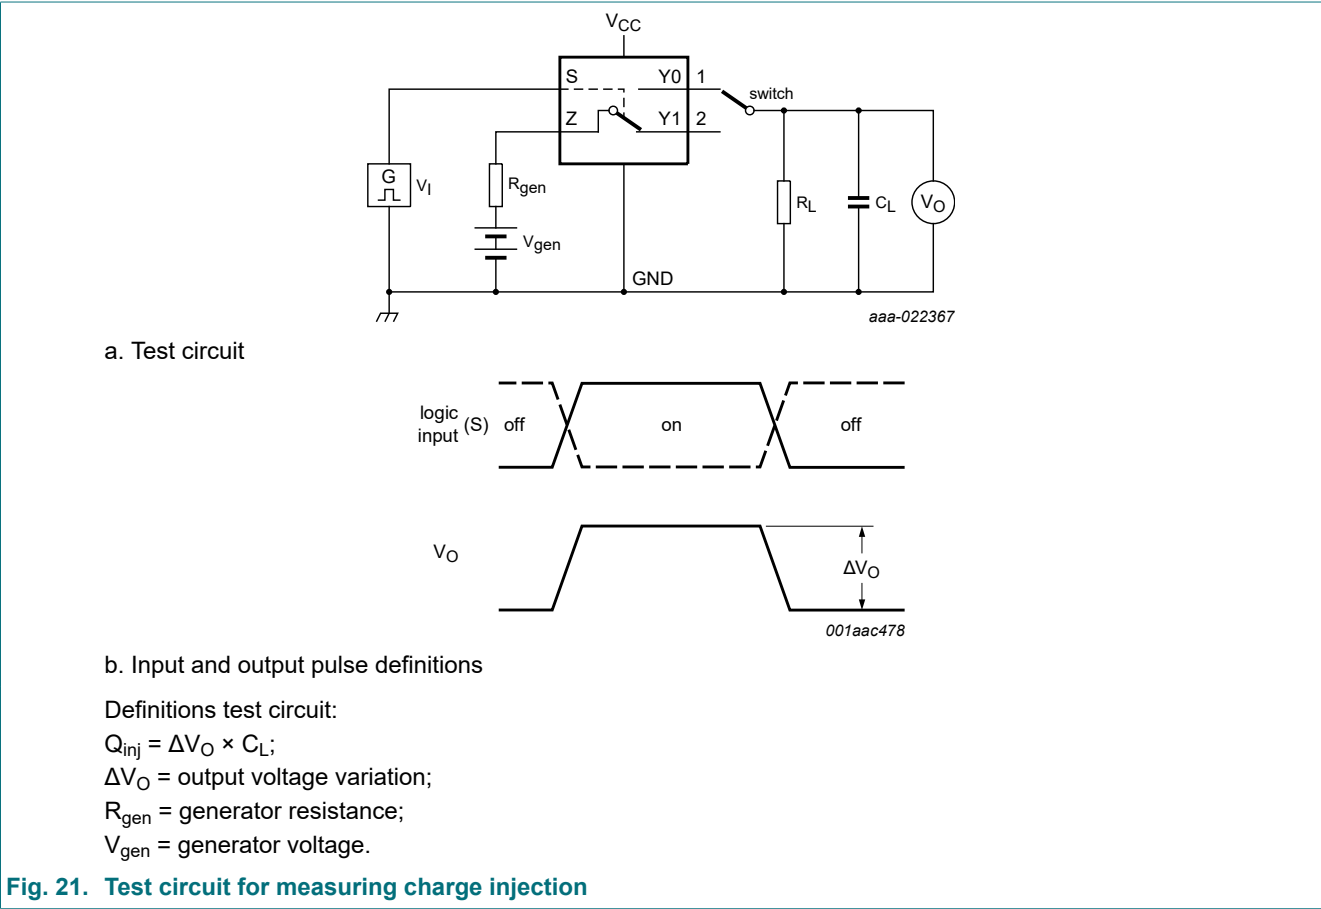 VCC
S Y0 1
switch
Z Y1 2
G VI
Rgen
RL CL VO
Vgen
GND
aaa-022367
a. Test circuit
logic
input (S) off on off
VO
ΔVO
001aac478
b. Input and output pulse definitions
Definitions test circuit:
Qinj = ΔVO × CL;
ΔVO = output voltage variation;
Rgen = generator resistance;
Vgen = generator voltage.
Fig. 21. Test circuit for measuring charge injection